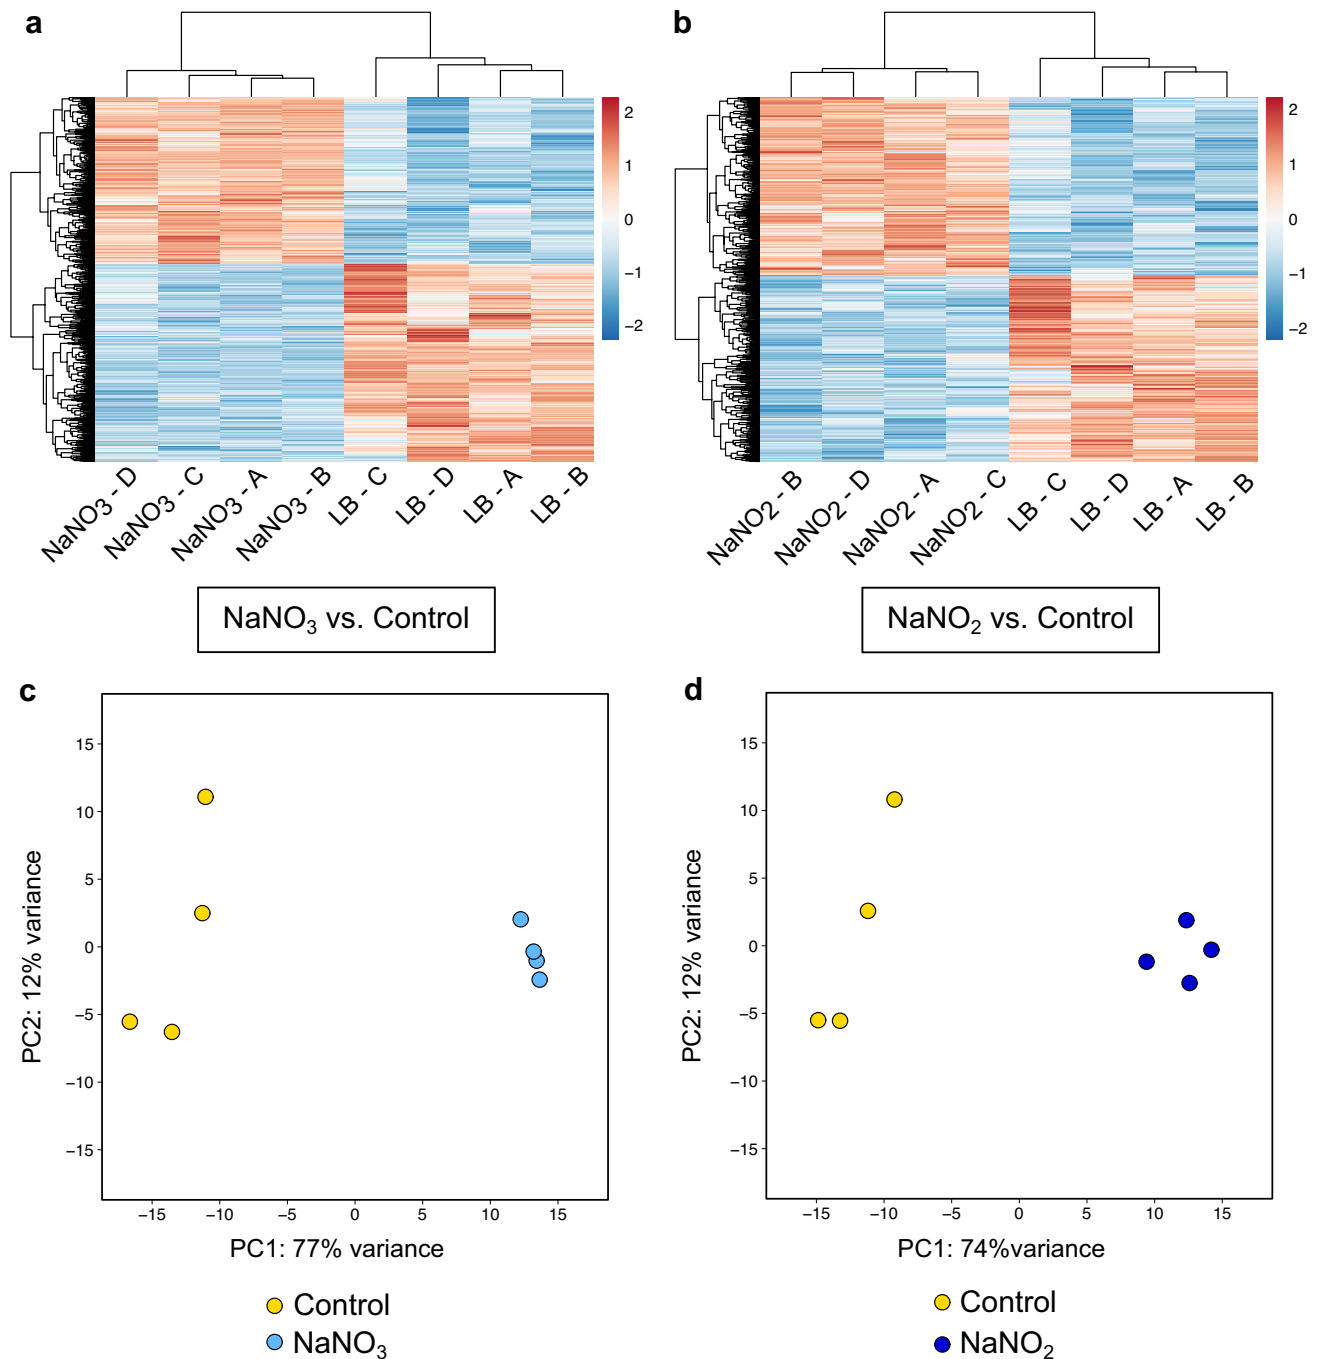 a
2
1
0
−1
−2
NaNO3 - D
NaNO3 - C
NaNO3 - A
NaNO3 - B
LB - C
LB - D
LB - A
LB - B
NaNO₃ vs. Control
b
2
1
0
−1
−2
NaNO2 - B
NaNO2 - D
NaNO2 - A
NaNO2 - C
LB - C
LB - D
LB - A
LB - B
NaNO₂ vs. Control
c
PC2: 12% variance
15
10
5
0
−5
−10
−15
−15 −10 −5 0 5 10 15
PC1: 77% variance
Control
NaNO₃
d
PC2: 12% variance
15
10
5
0
−5
−10
−15
−15 −10 −5 0 5 10 15
PC1: 74%variance
Control
NaNO₂